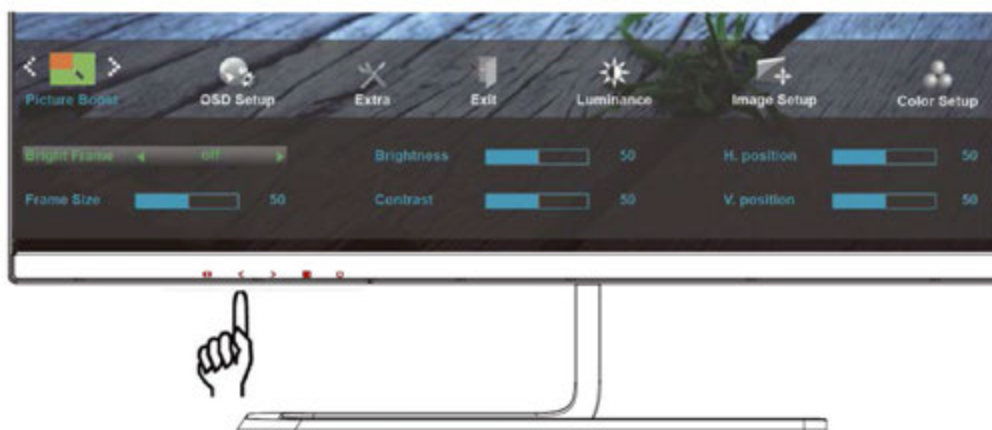 Picture Boost OSD Setup Extra Exit Luminance Image Setup Color Setup
Bright Frame off Brightness 50 H. position 50
Frame Size 50 Contrast 50 V. position 50